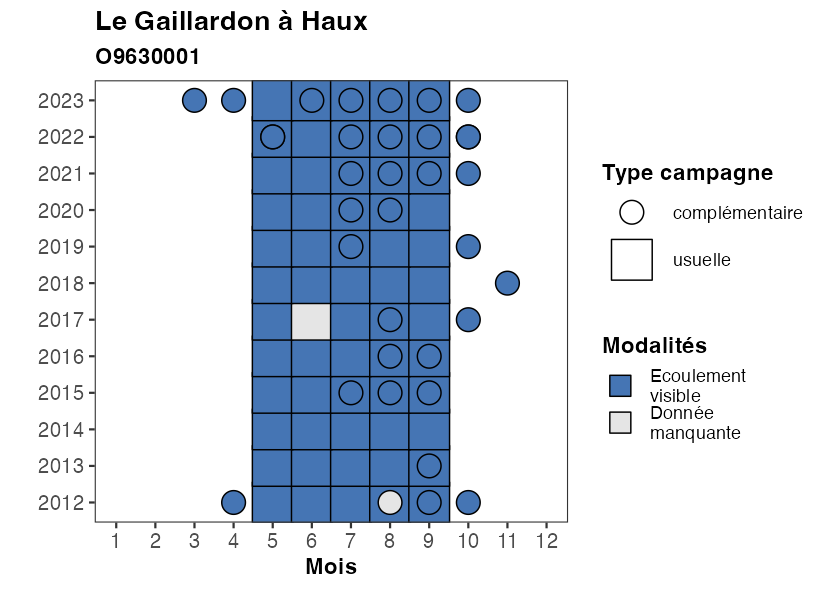 Le Gaillardon à Haux
O9630001
2023
2022
2021
2020
2019
2018
2017
2016
2015
2014
2013
2012
1 2 3 4 5 6 7 8 9 10 11 12
Mois
Type campagne
complémentaire
usuelle
Modalités
Ecoulement
visible
Donnée
manquante